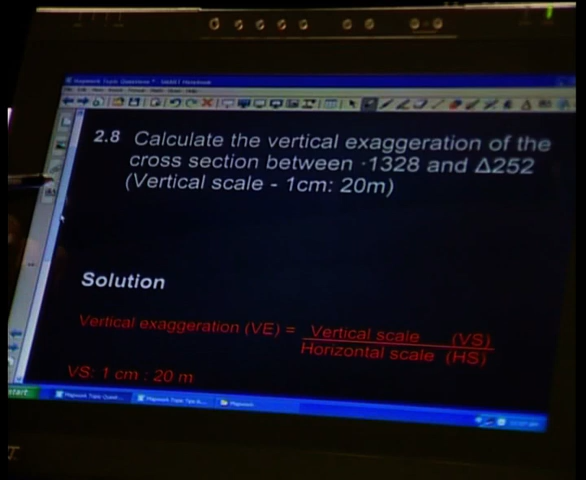 2.8 Calculate the vertical exaggeration of the
cross section between ·1328 and Δ252
(Vertical scale - 1cm: 20m)
Solution
Vertical exaggeration (VE) = Vertical scale (VS)
Horizontal scale (HS)
VS: 1 cm : 20 m
start